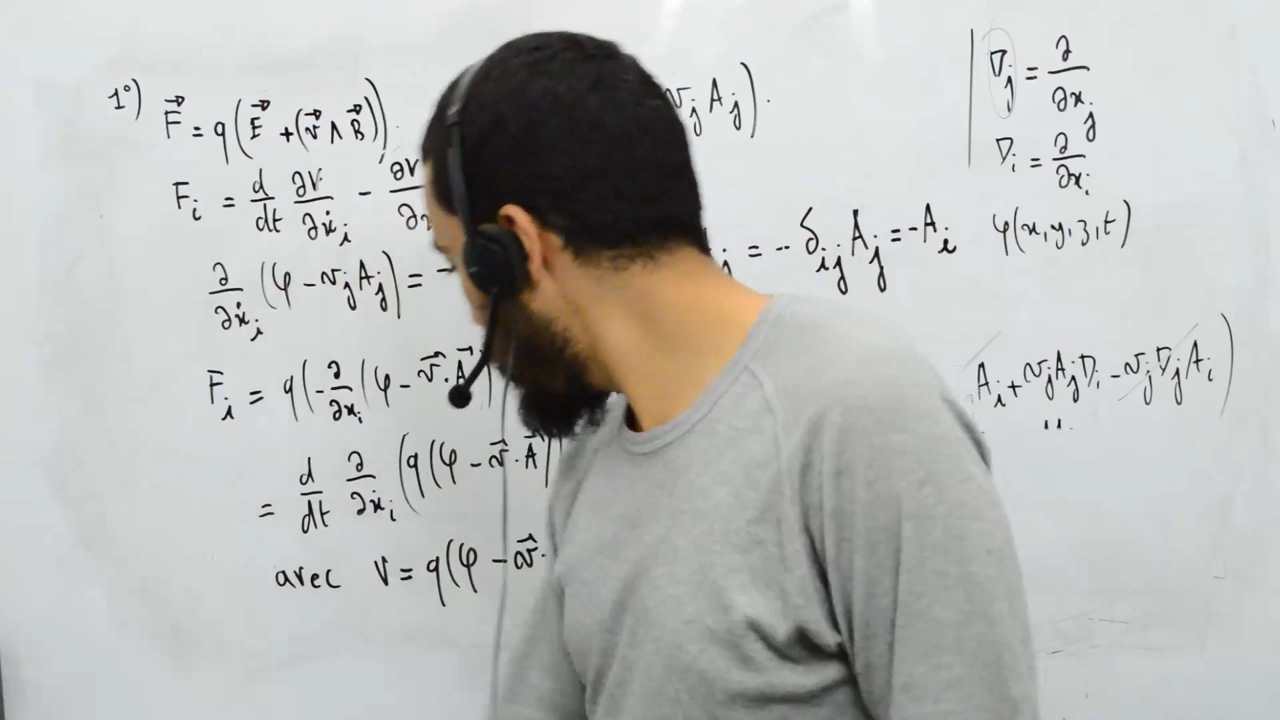 1°) F⃗ = q(E⃗ + (v⃗ ∧ B⃗)). v_j A_j).
F_i = d/dt ∂V/∂ẋ_i - ∂V/∂x
∂/∂ẋ_i (φ - v_j A_j) = - _j = - δ_ij A_j = - A_i
F_i = q(-∂/∂x_i (φ - v⃗.A⃗) A_i + v_j A_j ∇_i - v_j ∇_j A_i)
= d/dt ∂/∂ẋ_i (q(φ - v⃗.A⃗)
avec V = q(φ - v⃗.
∇_j = ∂/∂x_j
∇_i = ∂/∂x_i
φ(x,y,z,t)